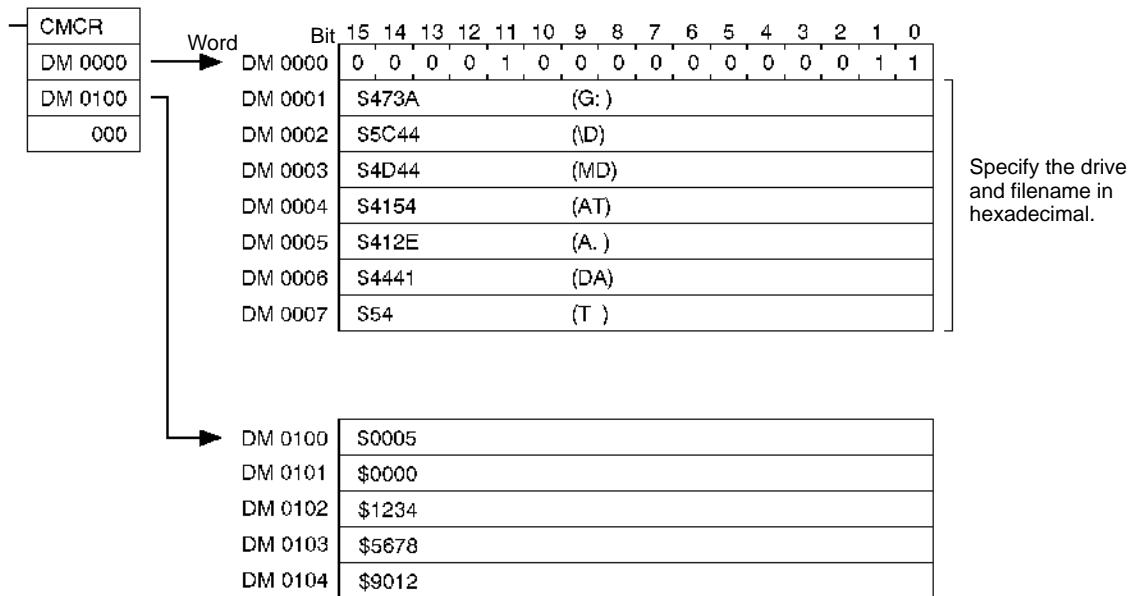 CMCR
DM 0000
DM 0100
000
Word
Bit 15 14 13 12 11 10 9 8 7 6 5 4 3 2 1 0
DM 0000 0 0 0 0 1 0 0 0 0 0 0 0 0 0 1 1
DM 0001 S473A (G: )
DM 0002 S5C44 (\D)
DM 0003 S4D44 (MD)
DM 0004 S4154 (AT)
DM 0005 S412E (A. )
DM 0006 S4441 (DA)
DM 0007 S54 (T )
Specify the drive
and filename in
hexadecimal.
DM 0100 S0005
DM 0101 $0000
DM 0102 $1234
DM 0103 $5678
DM 0104 $9012